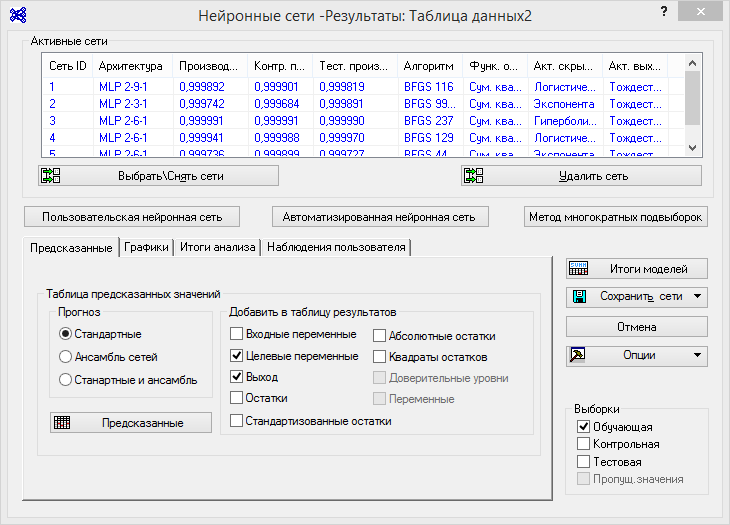 Нейронные сети -Результаты: Таблица данных2
?
Активные сети
Сеть ID Архитектура Производ... Контр. п... Тест. произ... Алгоритм Функ. о... Акт. скры... Акт. вых...
1 MLP 2-9-1 0,999892 0,999901 0,999819 BFGS 116 Сум. ква... Логистиче... Тождест...
2 MLP 2-3-1 0,999742 0,999684 0,999891 BFGS 99... Сум. ква... Экспонента Тождест...
3 MLP 2-6-1 0,999991 0,999991 0,999990 BFGS 237 Сум. ква... Гиперболи... Тождест...
4 MLP 2-6-1 0,999941 0,999988 0,999970 BFGS 129 Сум. ква... Логистиче... Тождест...
5 MLP 2-6-1 0,999736 0,999899 0,999727 BFGS 44 Сум. ква... Экспонента Тождест...
Выбрать\Снять сети Удалить сеть
Пользовательская нейронная сеть Автоматизированная нейронная сеть Метод многократных подвыборок
Предсказанные Графики Итоги анализа Наблюдения пользователя
Таблица предсказанных значений
Прогноз
Стандартные
Ансамбль сетей
Станартные и ансамбль
Предсказанные
Добавить в таблицу результатов
Входные переменные
Целевые переменные
Выход
Остатки
Стандартизованные остатки
Абсолютные остатки
Квадраты остатков
Доверительные уровни
Переменные
Итоги моделей
Сохранить сети
Отмена
Опции
Выборки
Обучающая
Контрольная
Тестовая
Пропущ.значения